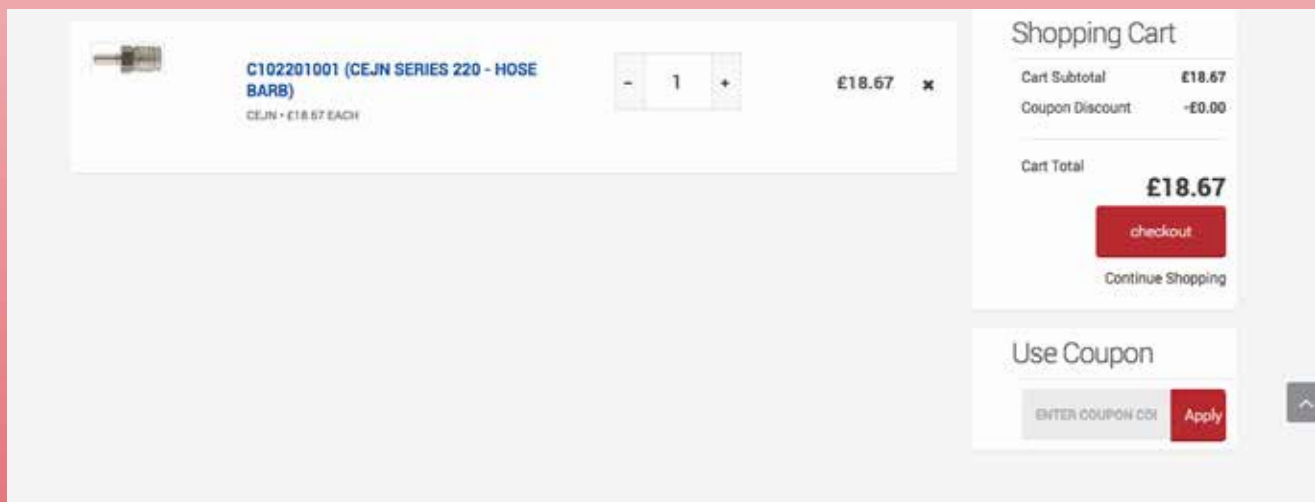 C102201001 (CEJN SERIES 220 - HOSE
BARB)
CEJN • £18.67 EACH
- 1 +
£18.67 ×
Shopping Cart
Cart Subtotal £18.67
Coupon Discount -£0.00
Cart Total
£18.67
checkout
Continue Shopping
Use Coupon
ENTER COUPON COI Apply